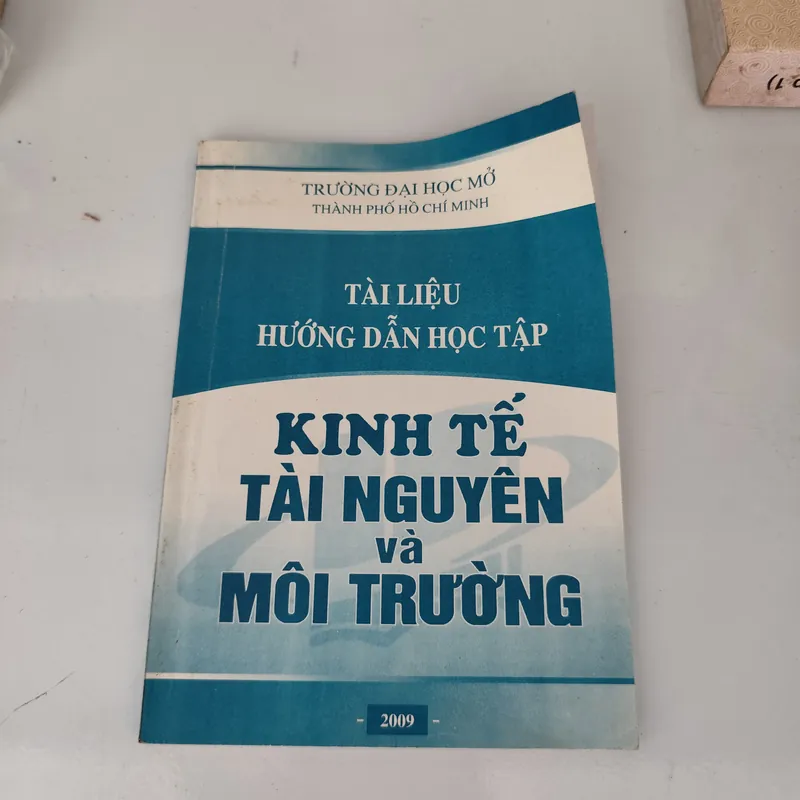 TRƯỜNG ĐẠI HỌC MỞ
THÀNH PHỐ HỒ CHÍ MINH
TÀI LIỆU
HƯỚNG DẪN HỌC TẬP
KINH TẾ
TÀI NGUYÊN
và
MÔI TRƯỜNG
- 2009 -